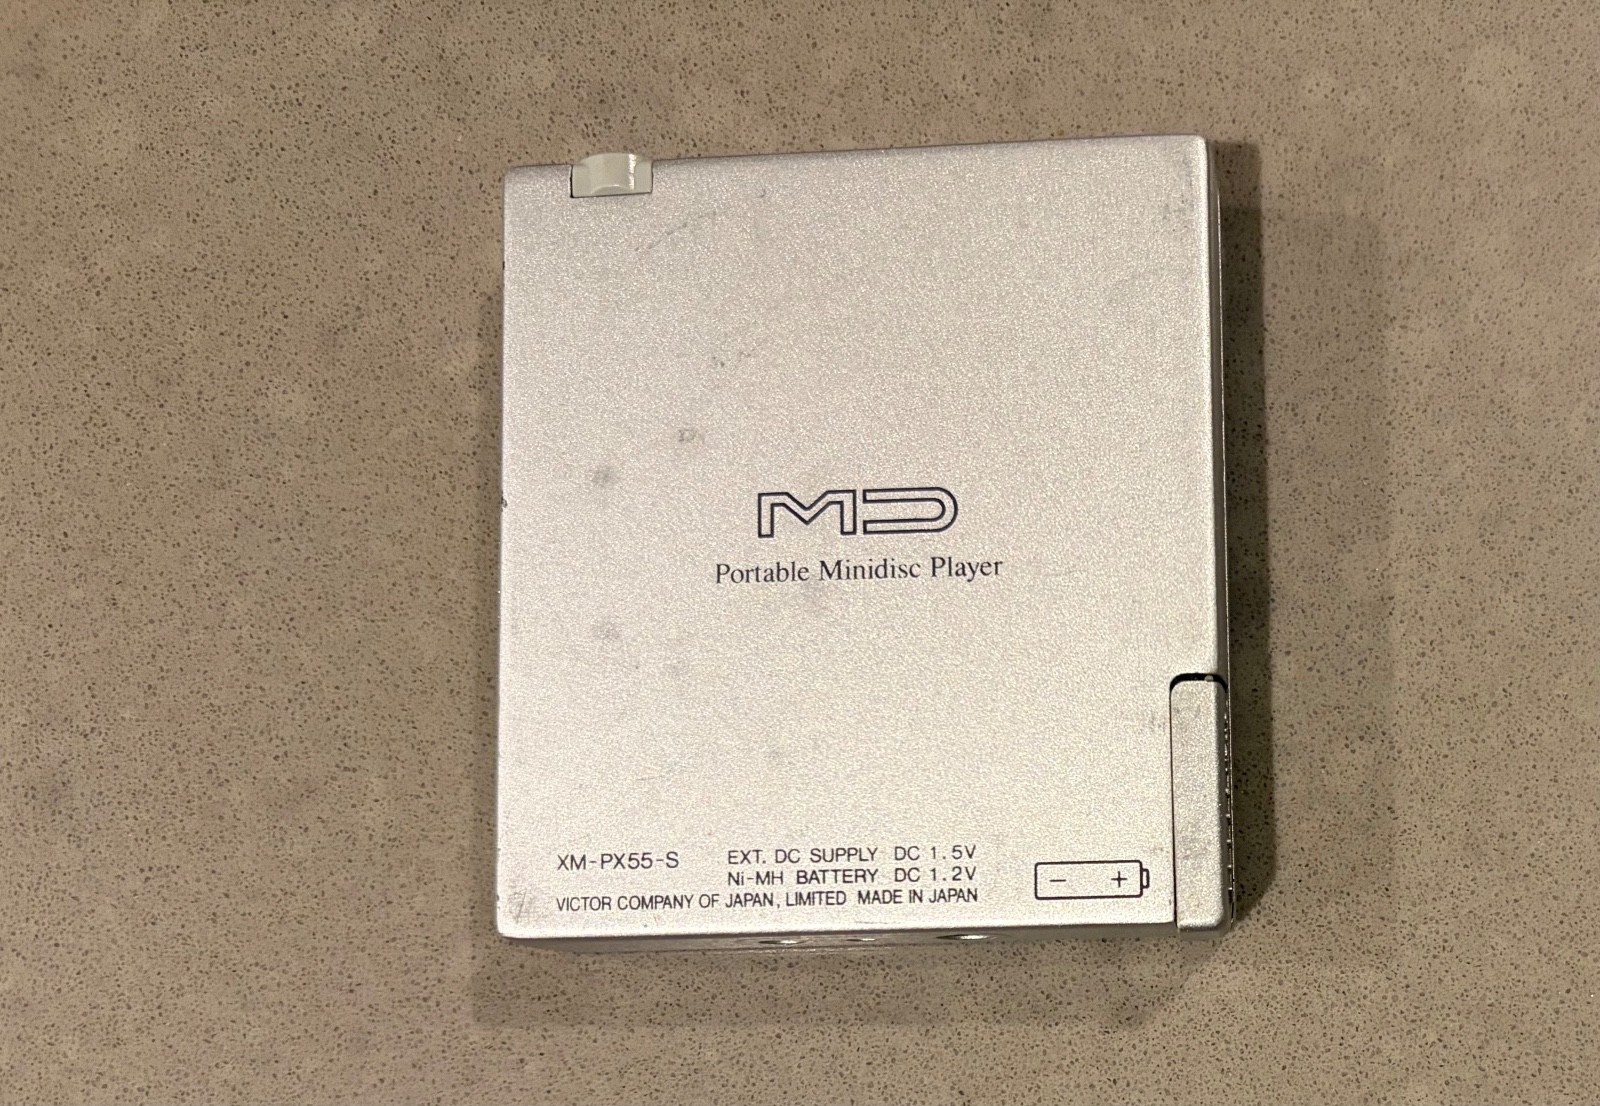 MD
Portable Minidisc Player
XM-PX55-S EXT. DC SUPPLY DC 1.5V
Ni-MH BATTERY DC 1.2V
VICTOR COMPANY OF JAPAN, LIMITED MADE IN JAPAN
- +